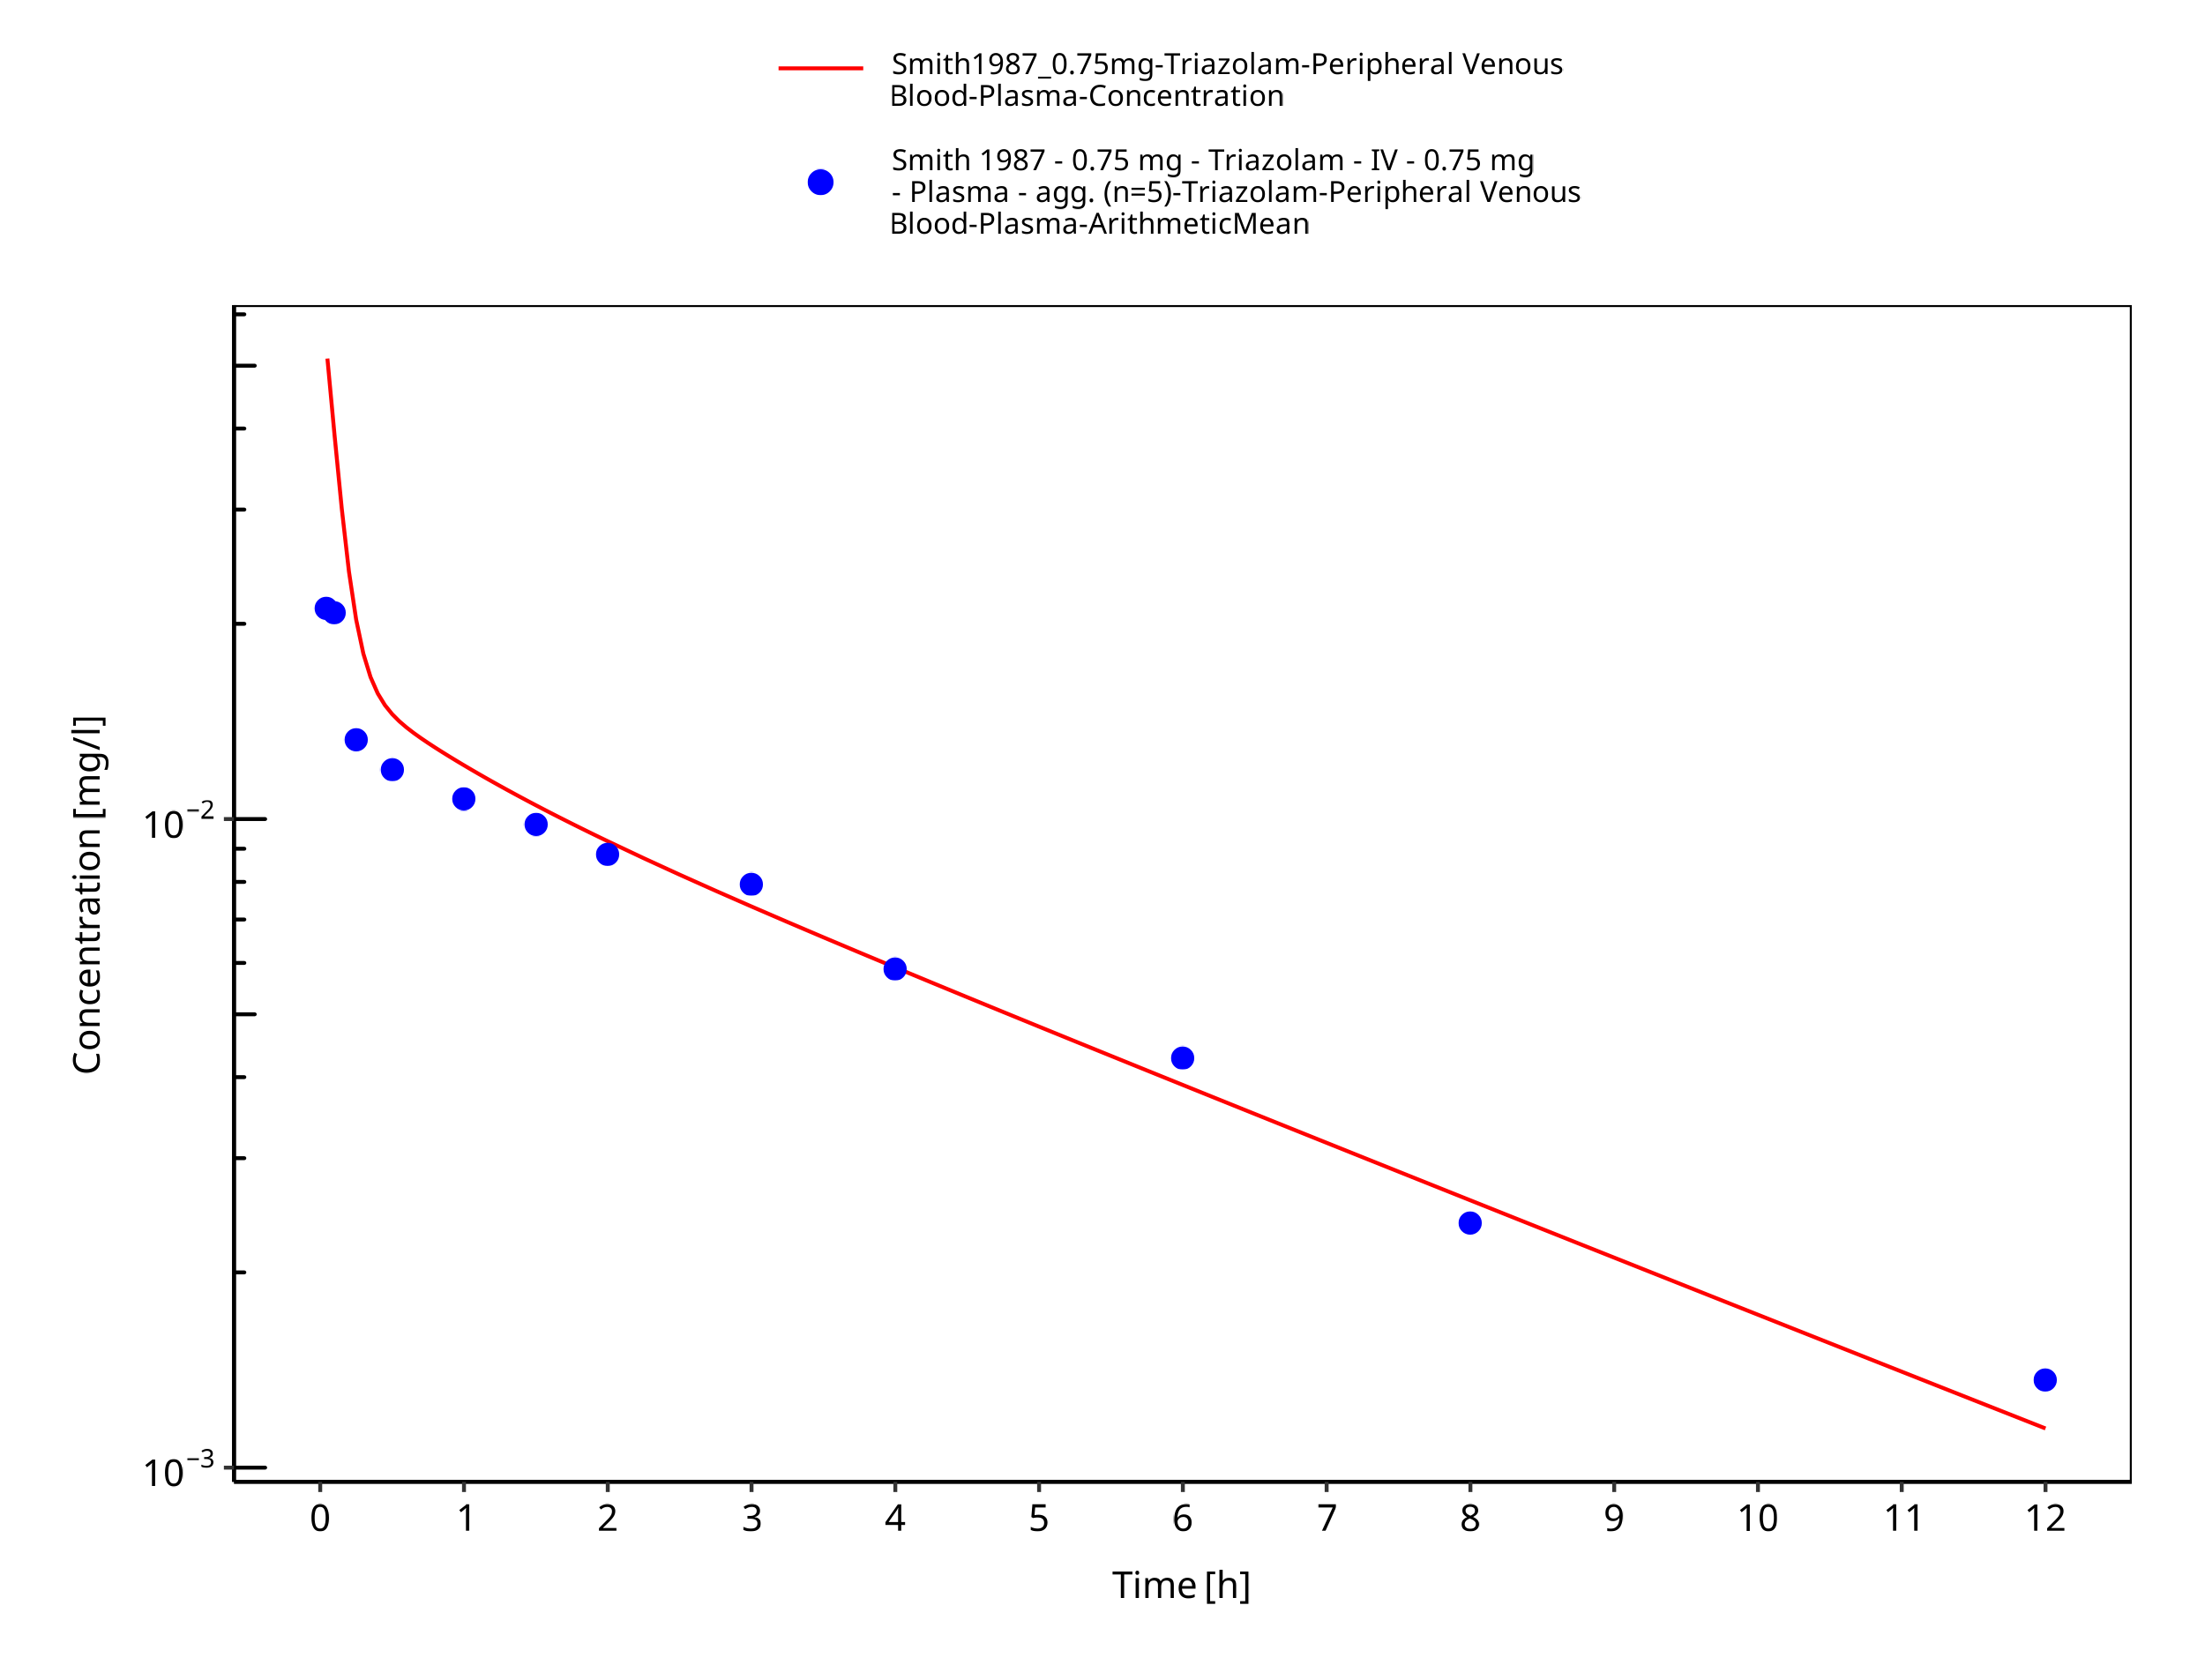 Smith1987_0.75mg-Triazolam-Peripheral Venous
Blood-Plasma-Concentration
Smith 1987 - 0.75 mg - Triazolam - IV - 0.75 mg
- Plasma - agg. (n=5)-Triazolam-Peripheral Venous
Blood-Plasma-ArithmeticMean
Concentration [mg/l]
10⁻²
10⁻³
0 1 2 3 4 5 6 7 8 9 10 11 12
Time [h]